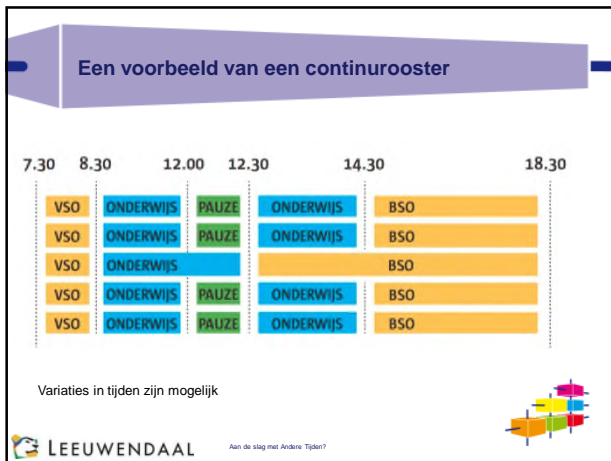 Een voorbeeld van een continurooster
7.30 8.30 12.00 12.30 14.30 18.30
VSO ONDERWIJS PAUZE ONDERWIJS BSO
VSO ONDERWIJS PAUZE ONDERWIJS BSO
VSO ONDERWIJS BSO
VSO ONDERWIJS PAUZE ONDERWIJS BSO
VSO ONDERWIJS PAUZE ONDERWIJS BSO
Variaties in tijden zijn mogelijk
LEEUWENDAAL Aan de slag met Andere Tijden?